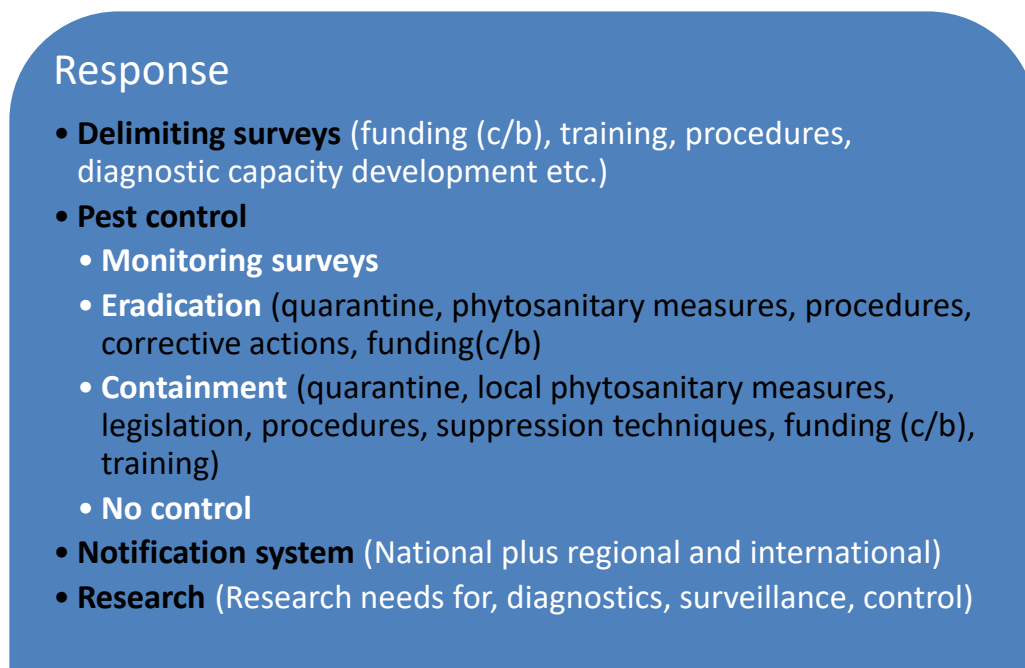 Response
• Delimiting surveys (funding (c/b), training, procedures,
diagnostic capacity development etc.)
• Pest control
• Monitoring surveys
• Eradication (quarantine, phytosanitary measures, procedures,
corrective actions, funding(c/b)
• Containment (quarantine, local phytosanitary measures,
legislation, procedures, suppression techniques, funding (c/b),
training)
• No control
• Notification system (National plus regional and international)
• Research (Research needs for, diagnostics, surveillance, control)